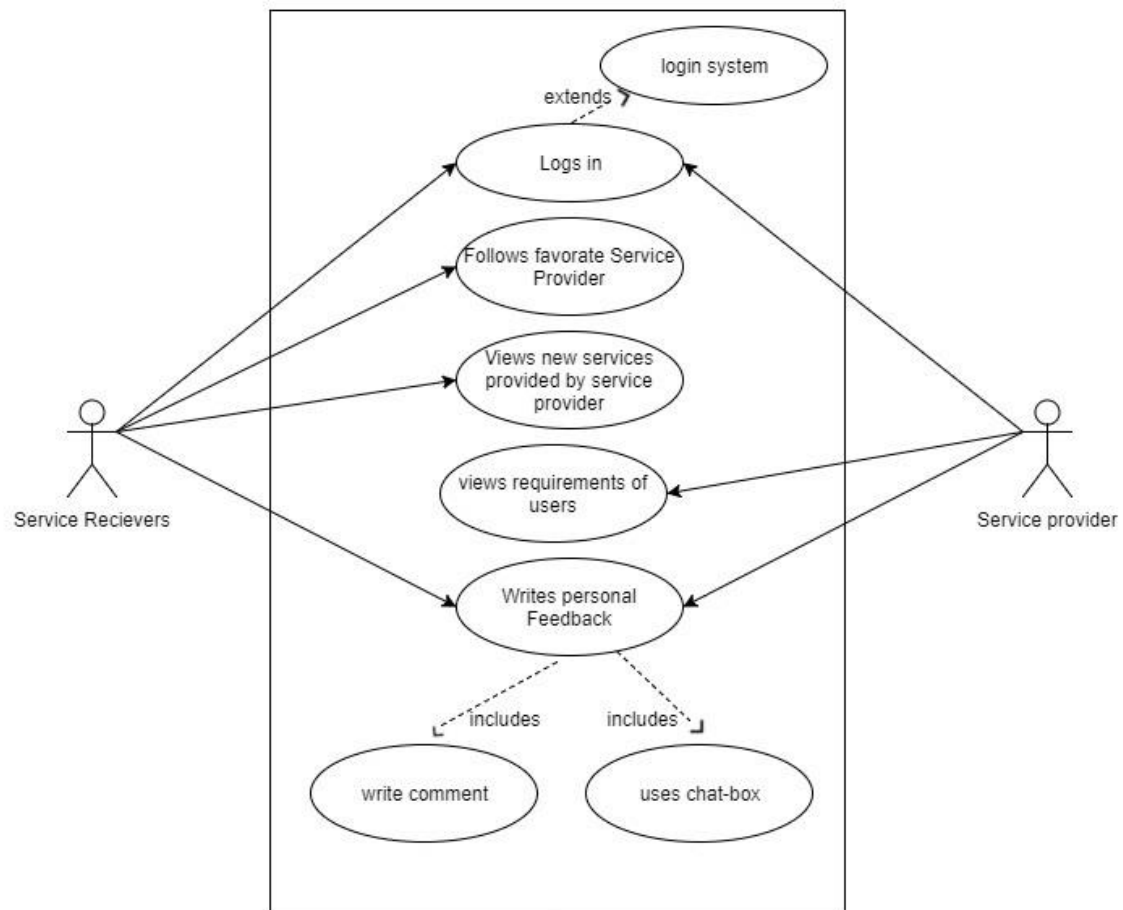 login system
extends
Logs in
Follows favorate Service
Provider
Views new services
provided by service
provider
views requirements of
users
Service Recievers
Service provider
Writes personal
Feedback
includes
includes
write comment
uses chat-box